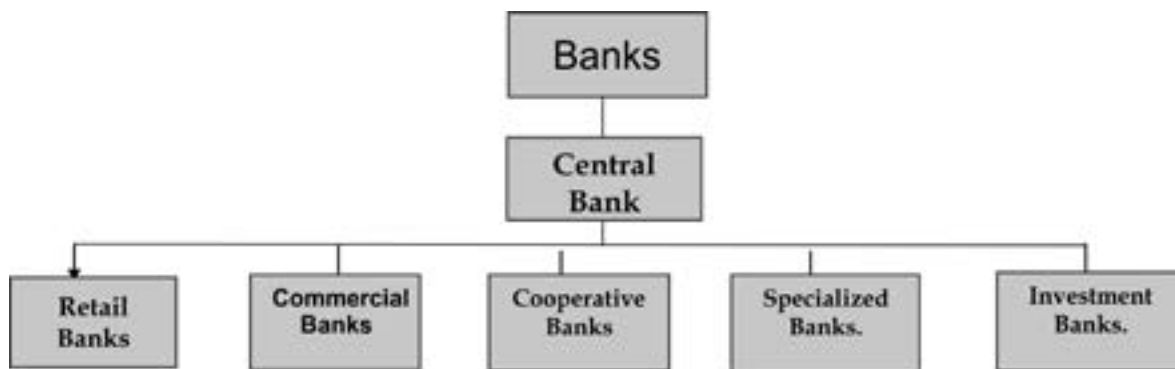 Banks
Central
Bank
Retail
Banks
Commercial
Banks
Cooperative
Banks
Specialized
Banks.
Investment
Banks.